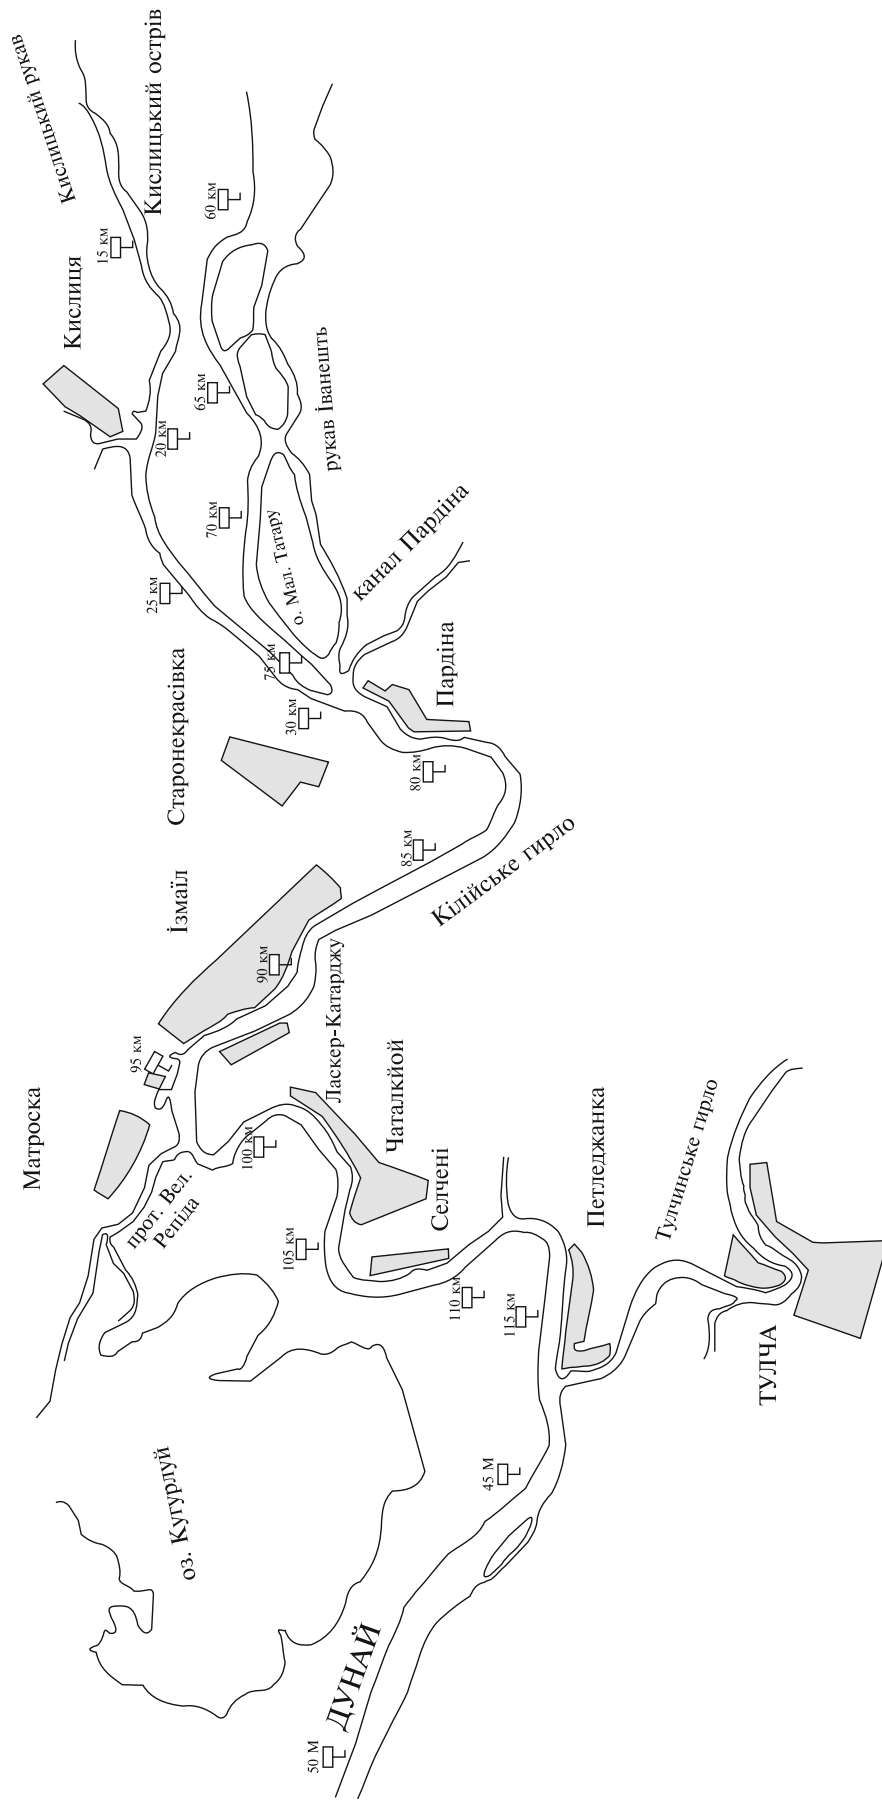 ДУНАЙ
50 М
45 М
оз. Кугурлуй
прот. Вел.
Репіда
Матроска
Ізмаїл
Старонекрасівка
Кислиця
Кислицький рукав
Кислицький острів
15 км
20 км
25 км
30 км
60 км
65 км
70 км
75 км
80 км
85 км
90 км
95 км
100 км
105 км
110 км
115 км
о. Мал. Татару
рукав Іванешть
канал Пардіна
Пардіна
Кілійське гирло
Ласкер-Катарджу
Чаталкйой
Селчені
Петледжанка
Тулчинське гирло
ТУЛЧА